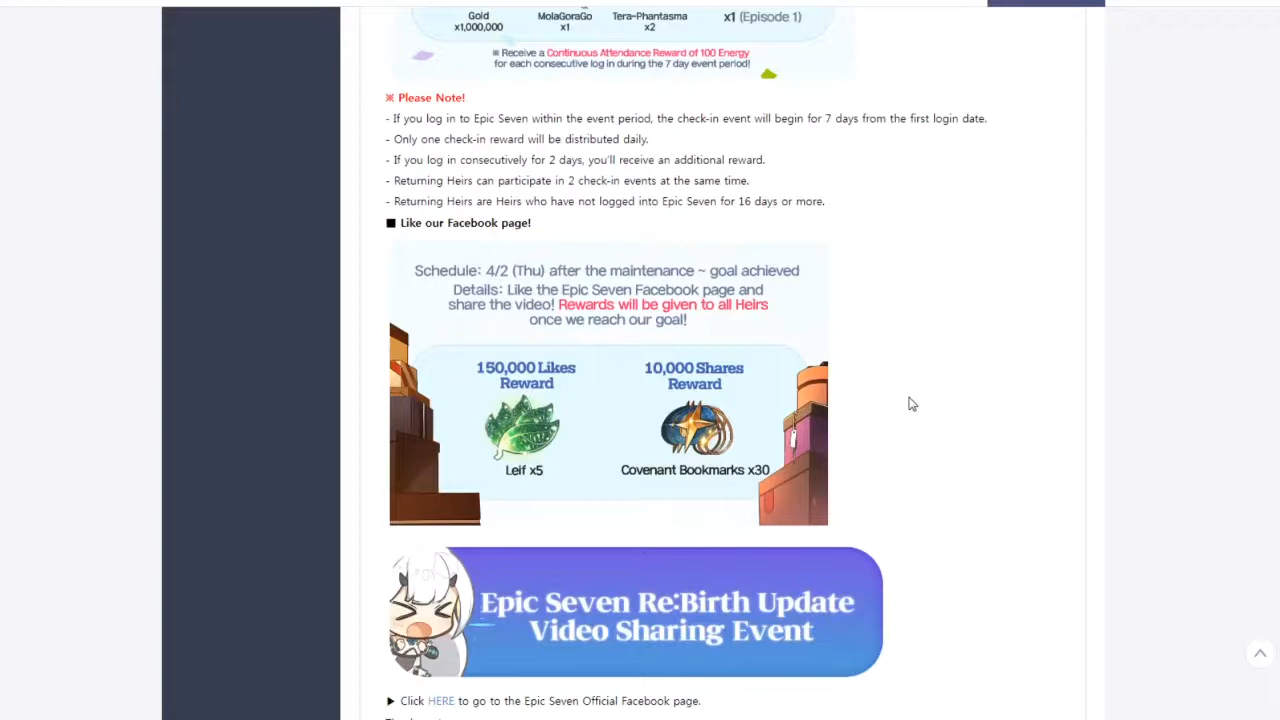 Gold
x1,000,000
MolaGoraGo
x1
Tera-Phantasma
x2
x1 (Episode 1)
※ Receive a Continuous Attendance Reward of 100 Energy
for each consecutive log in during the 7 day event period!
※ Please Note!
- If you log in to Epic Seven within the event period, the check-in event will begin for 7 days from the first login date.
- Only one check-in reward will be distributed daily.
- If you log in consecutively for 2 days, you'll receive an additional reward.
- Returning Heirs can participate in 2 check-in events at the same time.
- Returning Heirs are Heirs who have not logged into Epic Seven for 16 days or more.
■ Like our Facebook page!
Schedule: 4/2 (Thu) after the maintenance ~ goal achieved
Details: Like the Epic Seven Facebook page and
share the video! Rewards will be given to all Heirs
once we reach our goal!
150,000 Likes
Reward
Leif x5
10,000 Shares
Reward
Covenant Bookmarks x30
Epic Seven Re:Birth Update
Video Sharing Event
▶ Click HERE to go to the Epic Seven Official Facebook page.